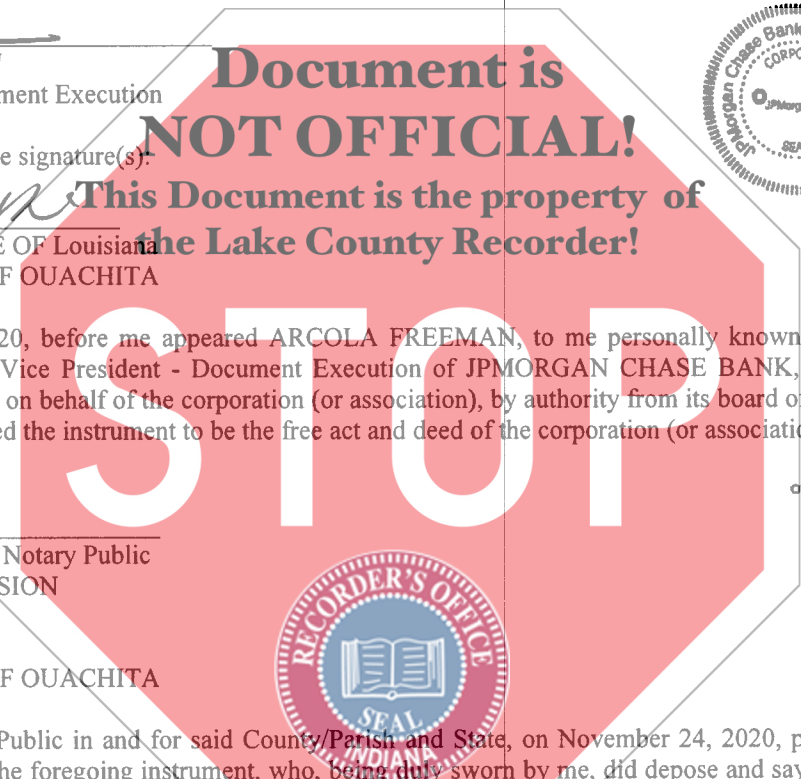 Document is
ment Execution
NOT OFFICIAL!
e signature(s):
This Document is the property of
the Lake County Recorder!
E OF Louisiana
F OUACHITA
JPMorgan Chase Bank
CORPO
JPMorg
SEA
20, before me appeared ARCOLA FREEMAN, to me personally known
Vice President - Document Execution of JPMORGAN CHASE BANK,
on behalf of the corporation (or association), by authority from its board of
ed the instrument to be the free act and deed of the corporation (or associatio
STOP
Notary Public
SION
RECORDER'S OFFICE
SEAL
INDIANA
F OUACHITA
Public in and for said County/Parish and State, on November 24, 2020, p
he foregoing instrument, who, being duly sworn by me, did depose and say